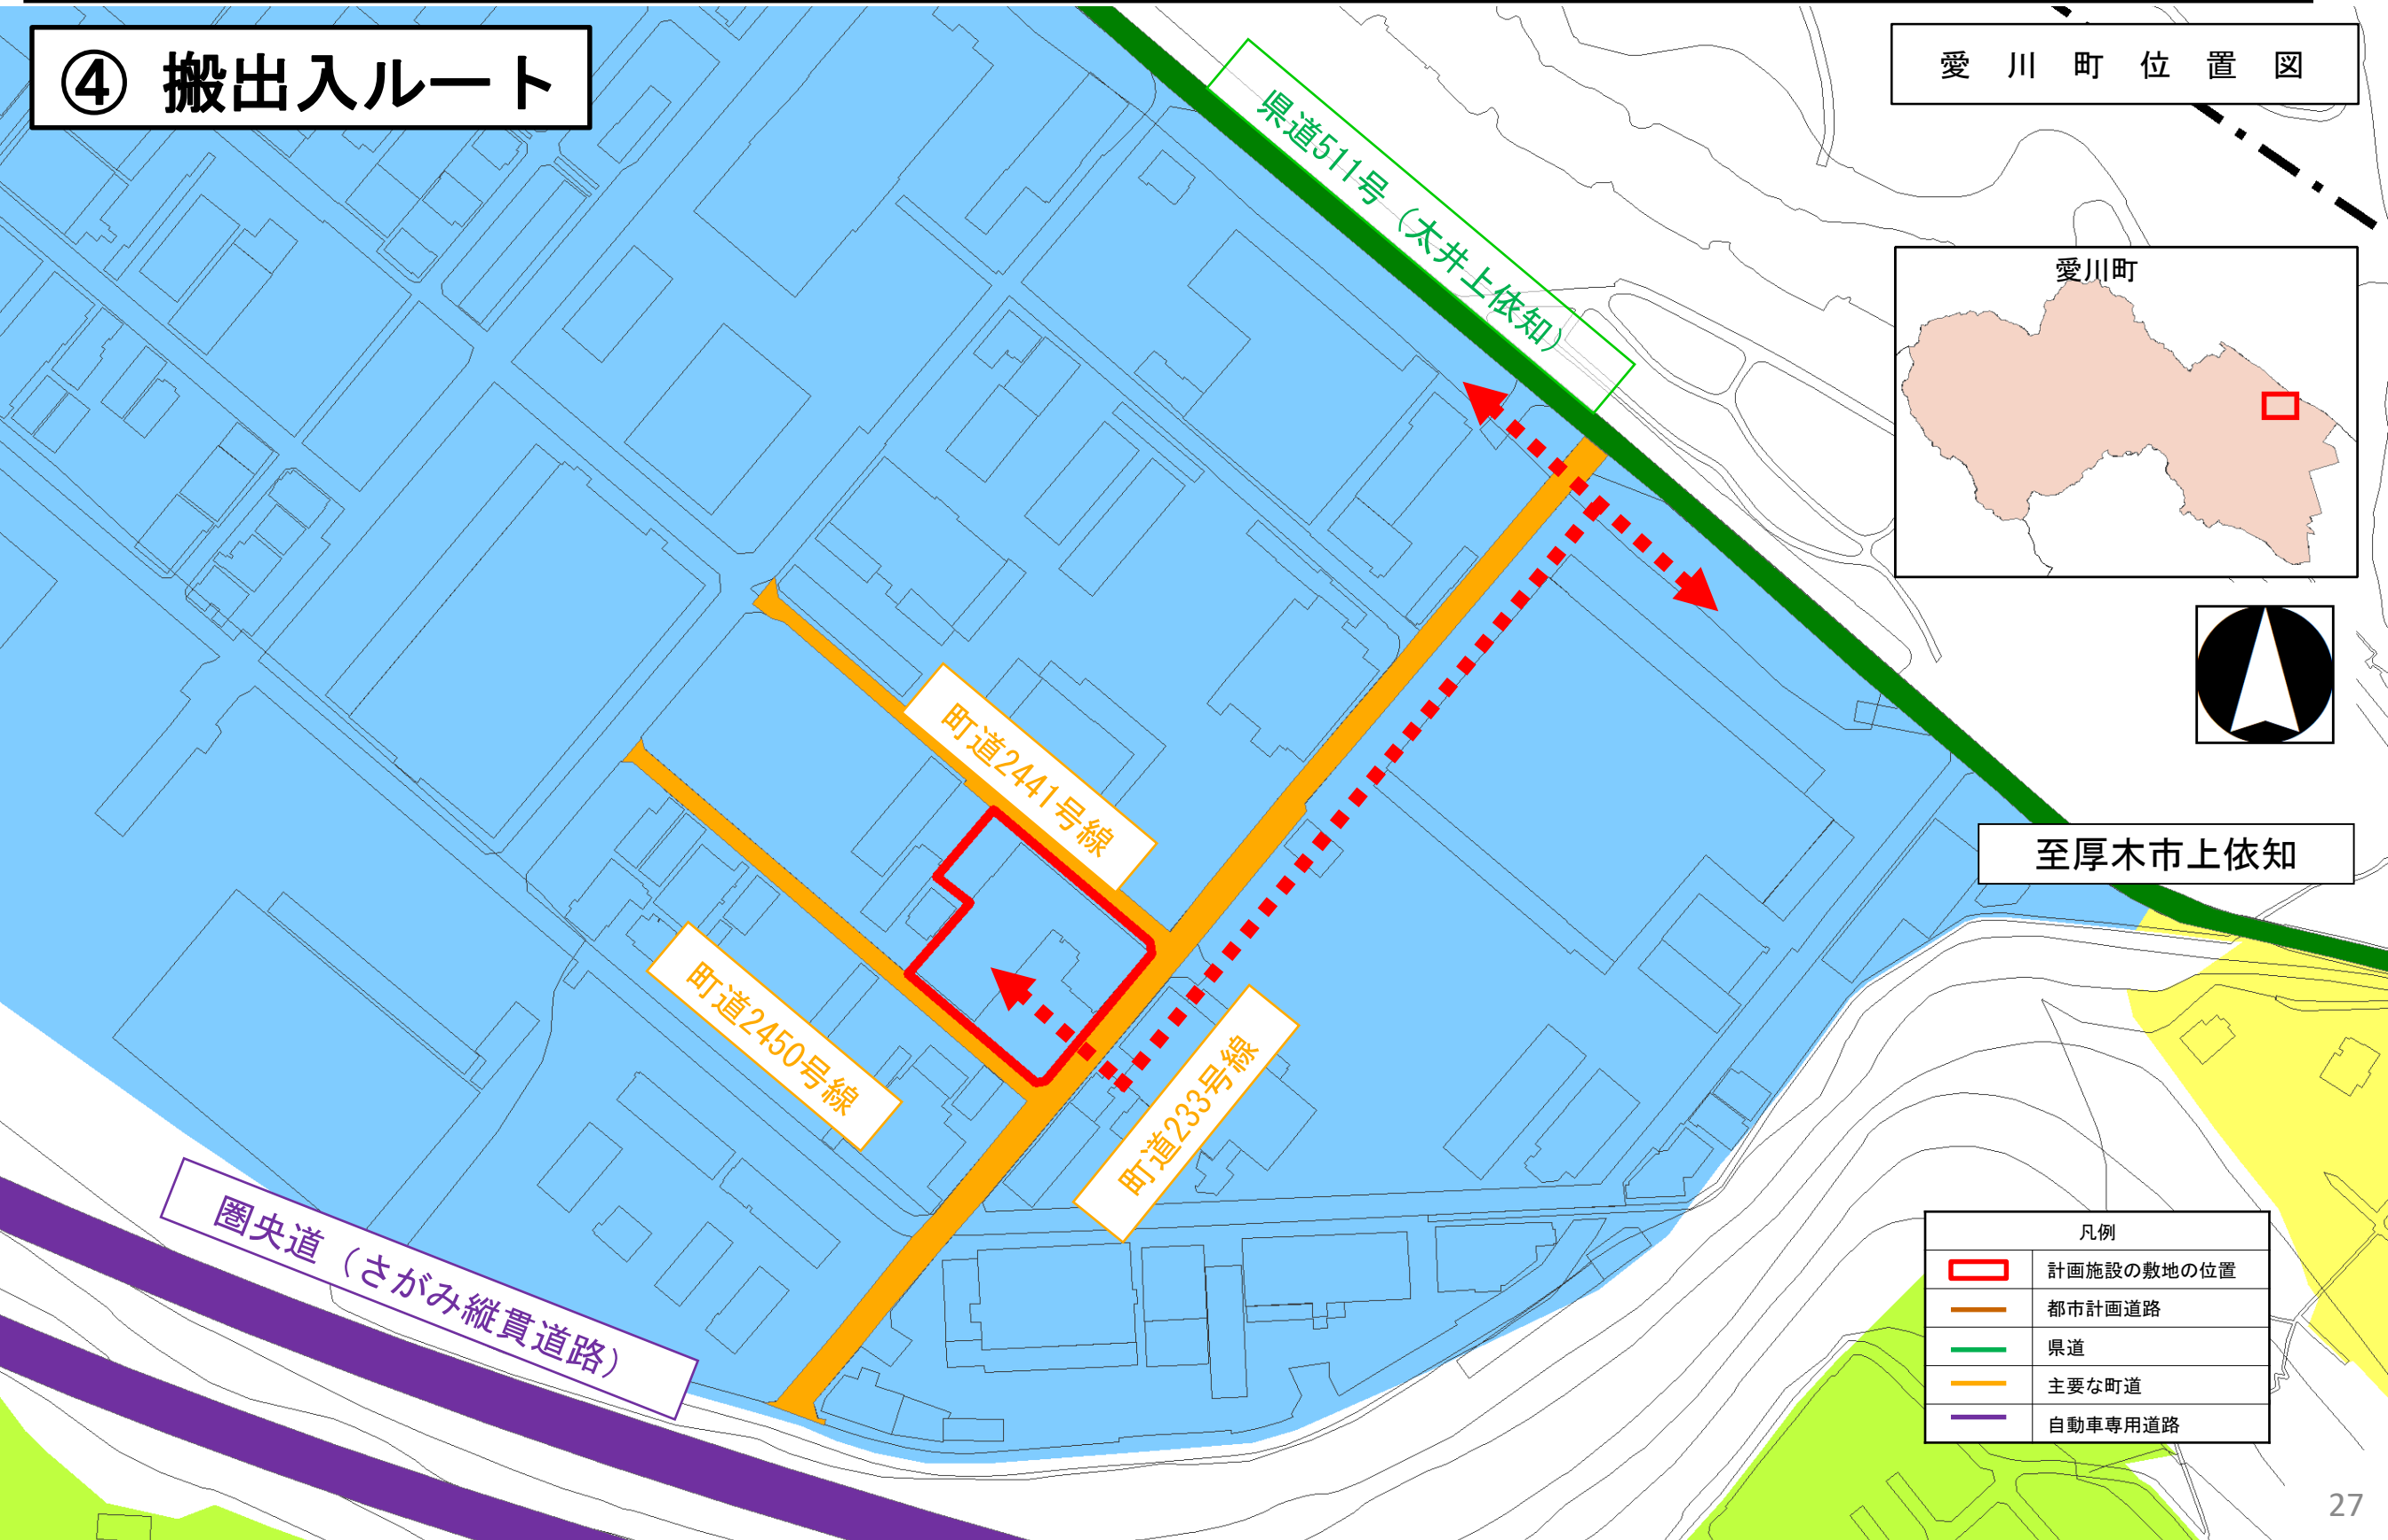 ④ 搬出入ルート
愛川町位置図
県道511号（太井上依知）
愛川町
町道2441号線
至厚木市上依知
町道2450号線
町道233号線
圏央道（さがみ縦貫道路）
凡例
計画施設の敷地の位置
都市計画道路
県道
主要な町道
自動車専用道路
27